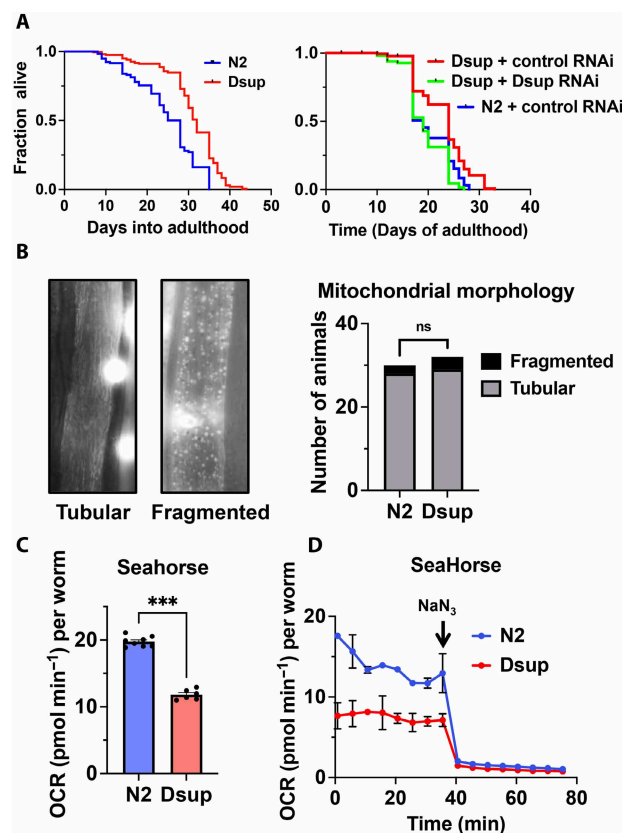 A
Fraction alive
1.0
0.5
0.0
0 10 20 30 40 50
Days into adulthood
N2
Dsup
1.0
0.5
0.0
0 10 20 30 40
Time (Days of adulthood)
Dsup + control RNAi
Dsup + Dsup RNAi
N2 + control RNAi
B
Tubular
Fragmented
Mitochondrial morphology
Number of animals
40
20
0
ns
N2
Dsup
Fragmented
Tubular
C
Seahorse
OCR (pmol min⁻¹) per worm
20
10
0
***
N2
Dsup
D
SeaHorse
OCR (pmol min⁻¹) per worm
20
15
10
5
0
NaN₃
N2
Dsup
0 20 40 60 80
Time (min)